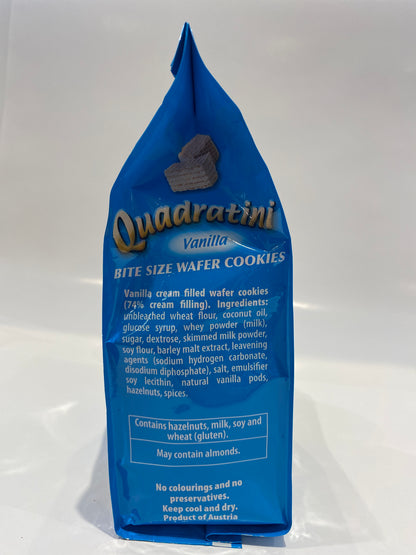 Quadratini
Vanilla
BITE SIZE WAFER COOKIES
Vanilla cream filled wafer cookies
(74% cream filling). Ingredients:
unbleached wheat flour, coconut oil,
glucose syrup, whey powder (milk),
sugar, dextrose, skimmed milk powder,
soy flour, barley malt extract, leavening
agents (sodium hydrogen carbonate,
disodium diphosphate), salt, emulsifier
soy lecithin, natural vanilla pods,
hazelnuts, spices.
Contains hazelnuts, milk, soy and
wheat (gluten).
May contain almonds.
No colourings and no
preservatives.
Keep cool and dry.
Product of Austria